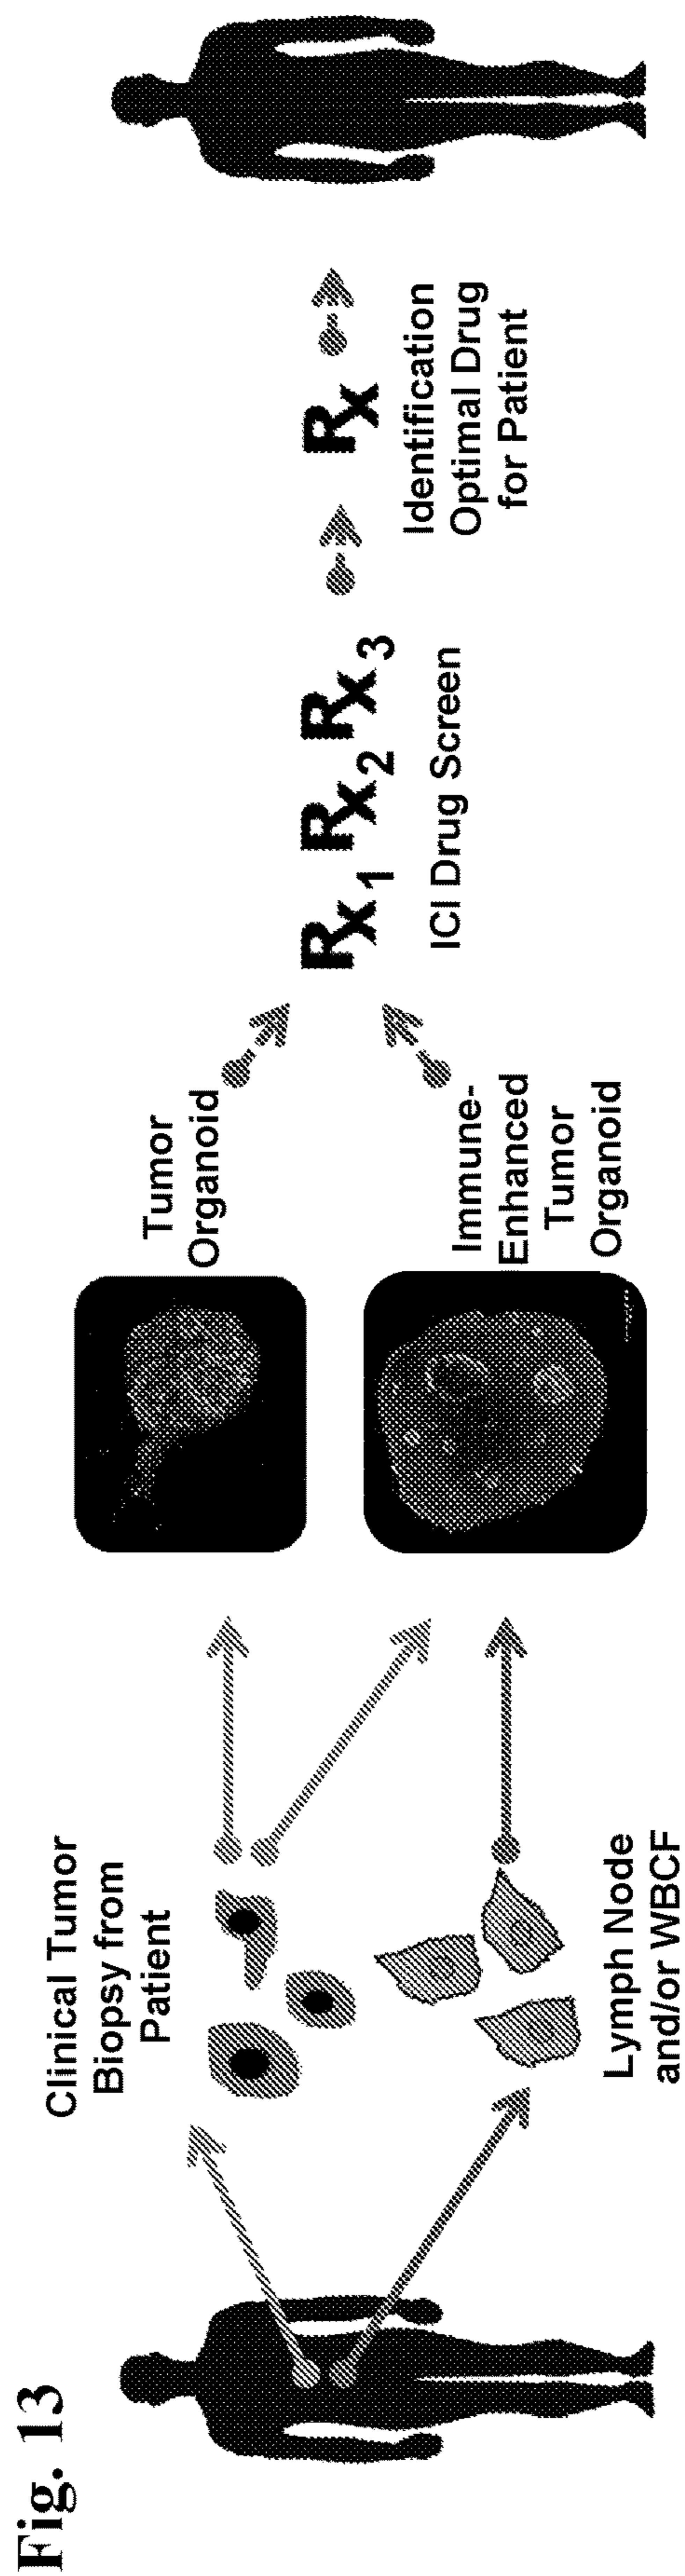 Fig. 13
Clinical Tumor
Biopsy from
Patient
Lymph Node
and/or WBCF
Tumor
Organoid
Immune-
Enhanced
Tumor
Organoid
Rx1 Rx2 Rx3
ICI Drug Screen
Rx
Identification
Optimal Drug
for Patient